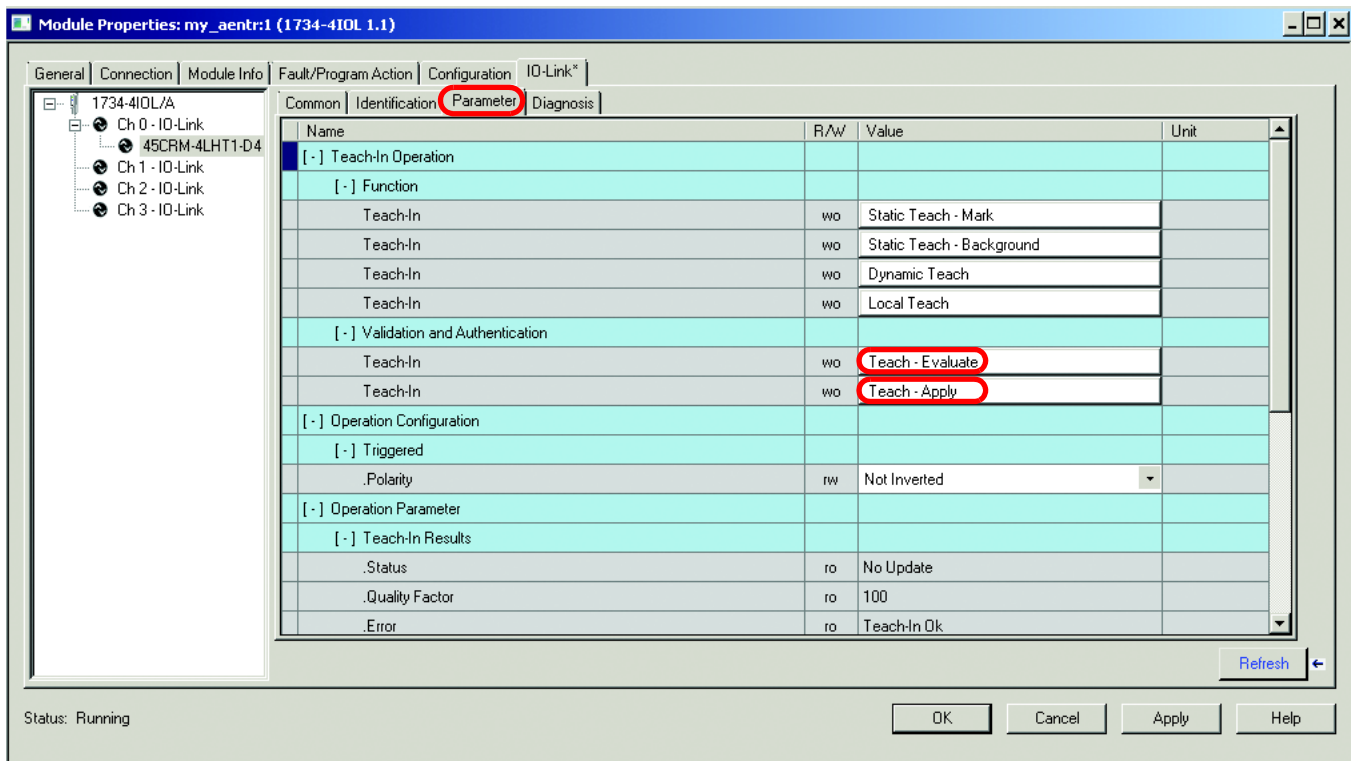 Module Properties: my_aentr:1 (1734-4IOL 1.1)
General Connection Module Info Fault/Program Action Configuration IO-Link*
1734-4IOL/A
Ch 0 - IO-Link
45CRM-4LHT1-D4
Ch 1 - IO-Link
Ch 2 - IO-Link
Ch 3 - IO-Link
Common Identification Parameter Diagnosis
Name R/W Value Unit
[-] Teach-In Operation
[-] Function
Teach-In wo Static Teach - Mark
Teach-In wo Static Teach - Background
Teach-In wo Dynamic Teach
Teach-In wo Local Teach
[-] Validation and Authentication
Teach-In wo Teach - Evaluate
Teach-In wo Teach - Apply
[-] Operation Configuration
[-] Triggered
.Polarity rw Not Inverted
[-] Operation Parameter
[-] Teach-In Results
.Status ro No Update
.Quality Factor ro 100
.Error ro Teach-In Ok
Refresh
Status: Running OK Cancel Apply Help